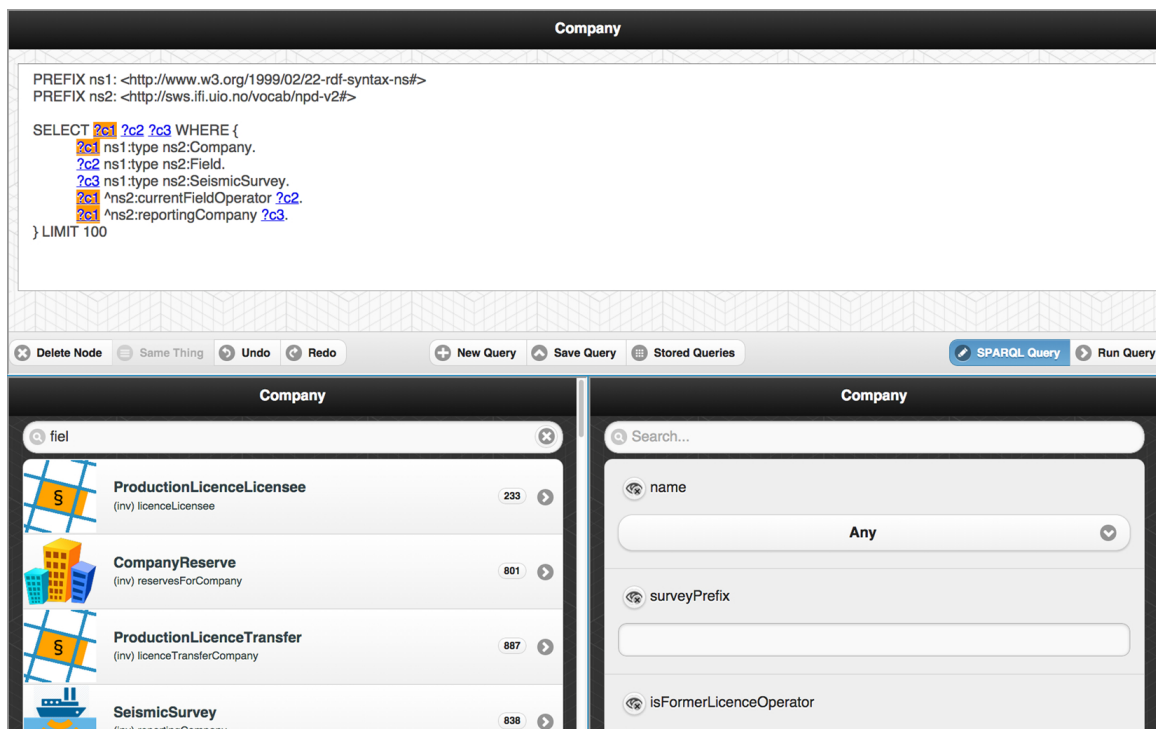 Company
PREFIX ns1: <http://www.w3.org/1999/02/22-rdf-syntax-ns#>
PREFIX ns2: <http://sws.ifi.uio.no/vocab/npd-v2#>
SELECT ?c1 ?c2 ?c3 WHERE {
?c1 ns1:type ns2:Company.
?c2 ns1:type ns2:Field.
?c3 ns1:type ns2:SeismicSurvey.
?c1 ^ns2:currentFieldOperator ?c2.
?c1 ^ns2:reportingCompany ?c3.
} LIMIT 100
Delete Node Same Thing Undo Redo New Query Save Query Stored Queries SPARQL Query Run Query
Company
fiel
§ ProductionLicenceLicensee 233
(inv) licenceLicensee
CompanyReserve 801
(inv) reservesForCompany
§ ProductionLicenceTransfer 887
(inv) licenceTransferCompany
SeismicSurvey 838
(inv) reportingCompany
Company
Search...
name
Any
surveyPrefix
isFormerLicenceOperator